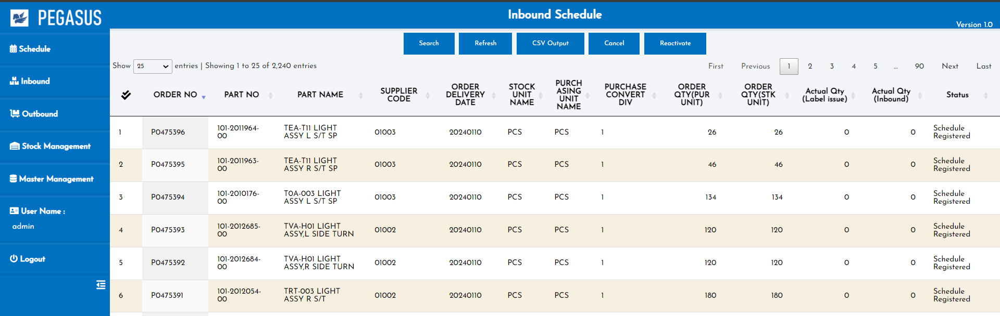 PEGASUS
Inbound Schedule
Version 1.0
Schedule
Inbound
Outbound
Stock Management
Master Management
User Name :
admin
Logout
Search Refresh CSV Output Cancel Reactivate
Show 25 entries | Showing 1 to 25 of 2,240 entries
First Previous 1 2 3 4 5 ... 90 Next Last
ORDER NO PART NO PART NAME SUPPLIER CODE ORDER DELIVERY DATE STOCK UNIT NAME PURCH ASING UNIT NAME PURCHASE CONVERT DIV ORDER QTY(PUR UNIT) ORDER QTY(STK UNIT) Actual Qty (Label issue) Actual Qty (Inbound) Status
1 P0475396 101-2011964-00 TEA-T11 LIGHT ASSY L S/T SP 01003 20240110 PCS PCS 1 26 26 0 0 Schedule Registered
2 P0475395 101-2011963-00 TEA-T11 LIGHT ASSY R S/T SP 01003 20240110 PCS PCS 1 46 46 0 0 Schedule Registered
3 P0475394 101-2010176-00 T0A-003 LIGHT ASSY L S/T SP 01003 20240110 PCS PCS 1 134 134 0 0 Schedule Registered
4 P0475393 101-2012685-00 TVA-H01 LIGHT ASSY,L SIDE TURN 01002 20240110 PCS PCS 1 120 120 0 0 Schedule Registered
5 P0475392 101-2012684-00 TVA-H01 LIGHT ASSY,R SIDE TURN 01002 20240110 PCS PCS 1 120 120 0 0 Schedule Registered
6 P0475391 101-2012054-00 TRT-003 LIGHT ASSY R S/T 01002 20240110 PCS PCS 1 180 180 0 0 Schedule Registered